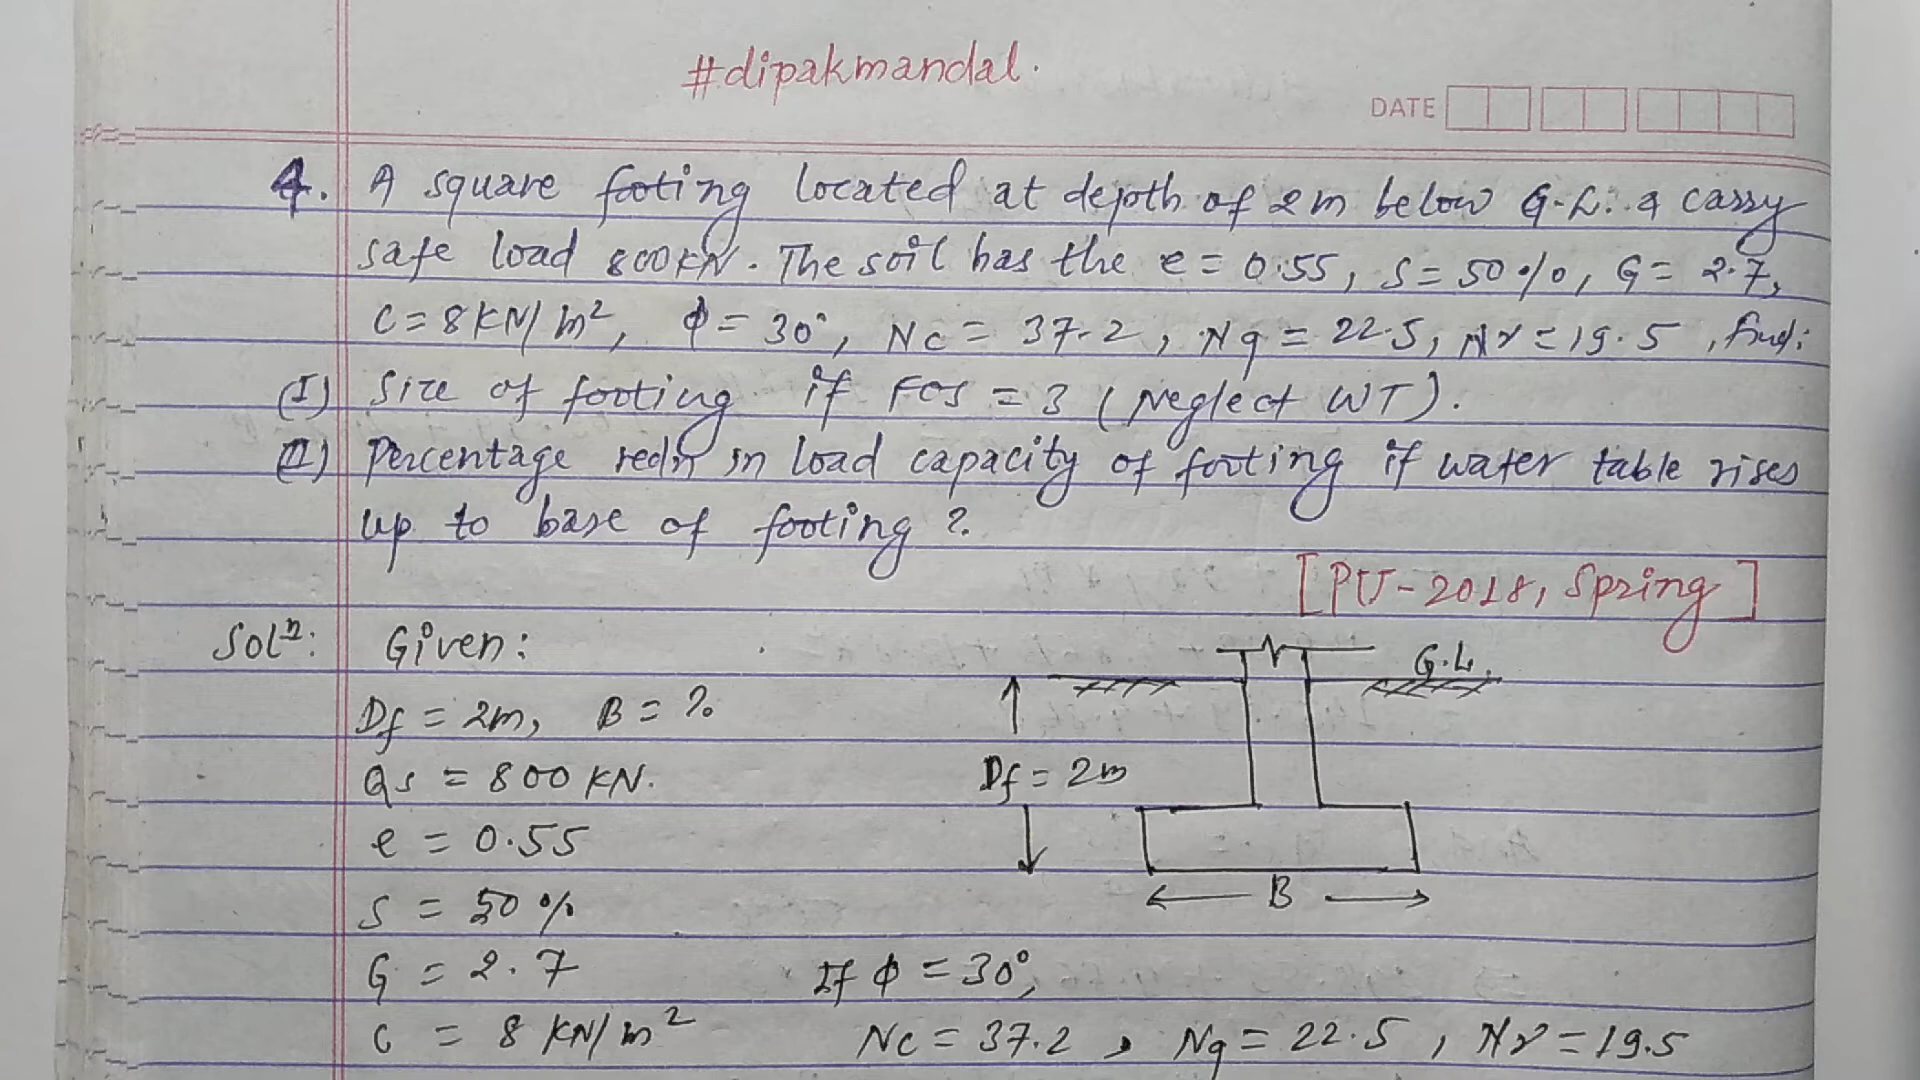 #dipakmandal.
DATE
4. A square footing located at depth of 2m below G.L. & carry
safe load 800KN. The soil has the e = 0.55, S = 50%, G = 2.7,
C = 8KN/m², φ = 30°, Nc = 37.2, Nq = 22.5, Nγ = 19.5, find:
(I) Size of footing if FOS = 3 (Neglect WT).
(II) Percentage redⁿ in load capacity of footing if water table rises
up to base of footing?
[PU-2018, Spring]
Solⁿ: Given:
G.L.
Df = 2m, B = ?
Qs = 800 KN.
Df = 2m
e = 0.55
B
S = 50%
G = 2.7 If φ = 30°,
C = 8 KN/m² Nc = 37.2, Nq = 22.5, Nγ = 19.5